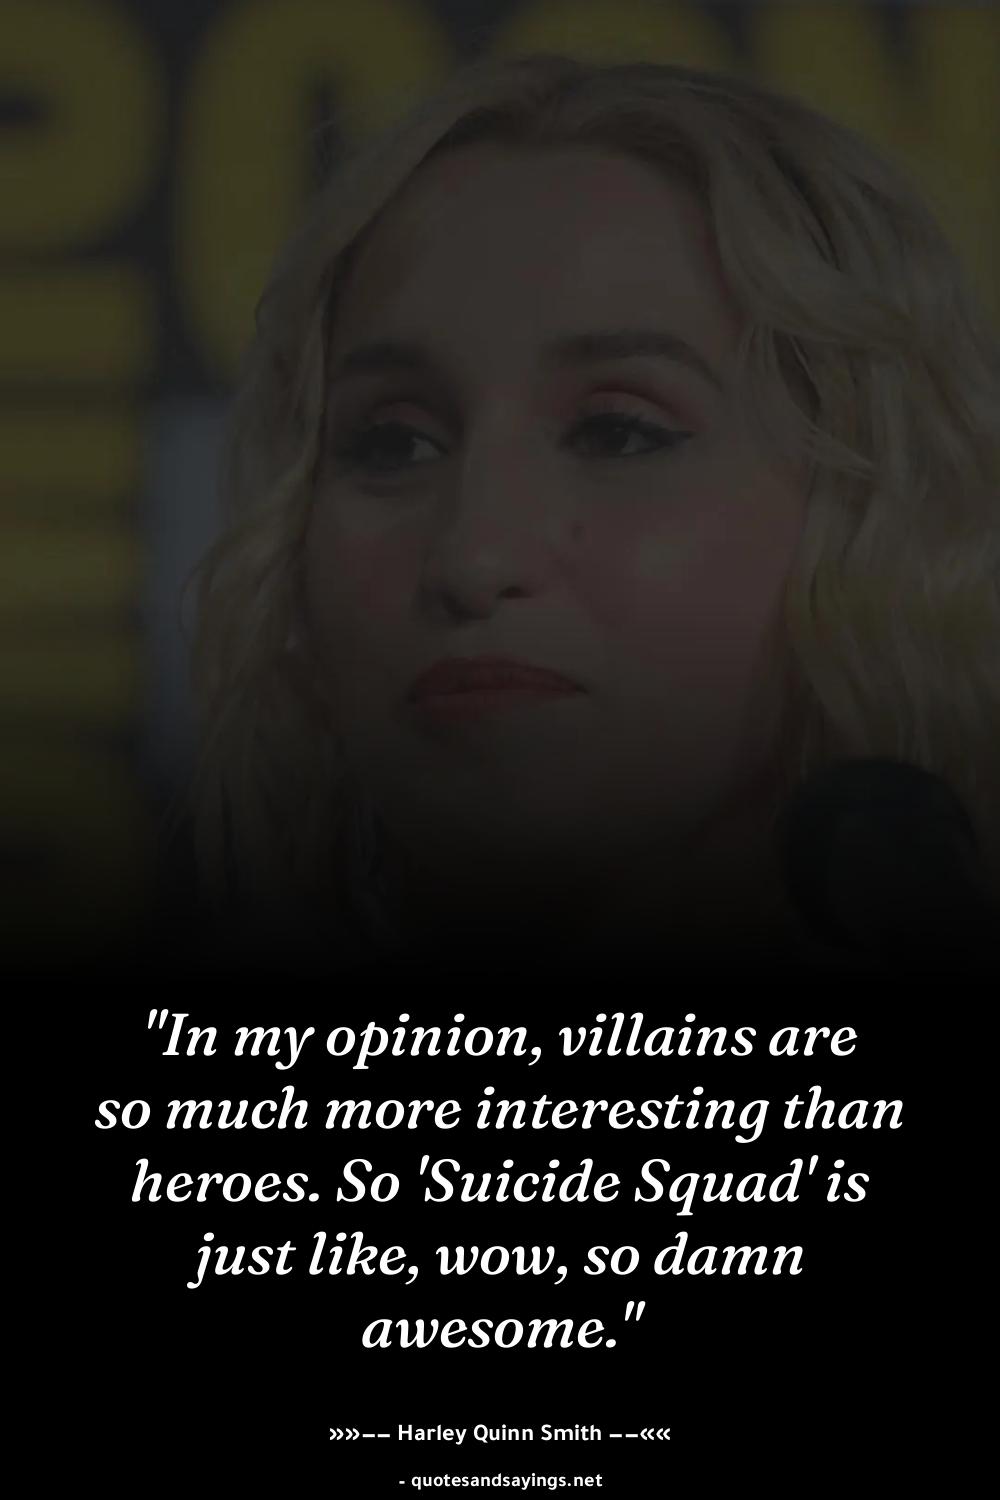 "In my opinion, villains are
so much more interesting than
heroes. So 'Suicide Squad' is
just like, wow, so damn
awesome."
»»–– Harley Quinn Smith ––««
- quotesandsayings.net